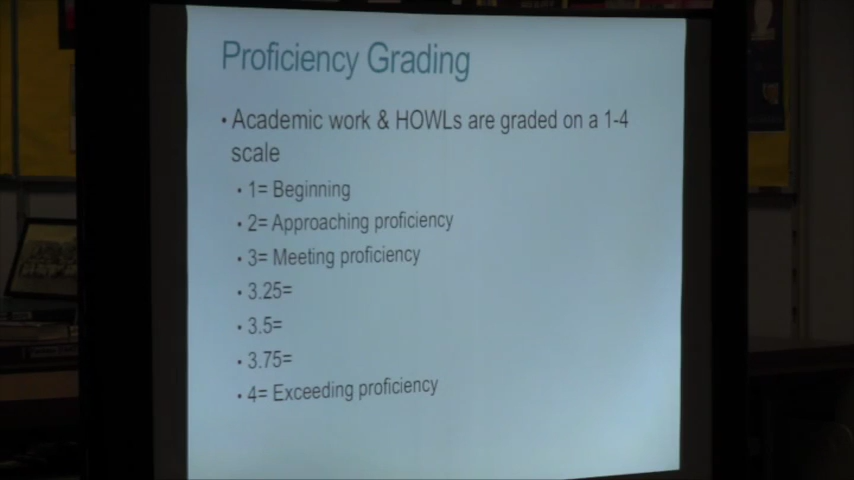 Proficiency Grading
• Academic work & HOWLs are graded on a 1-4
scale
• 1= Beginning
• 2= Approaching proficiency
• 3= Meeting proficiency
• 3.25=
• 3.5=
• 3.75=
• 4= Exceeding proficiency